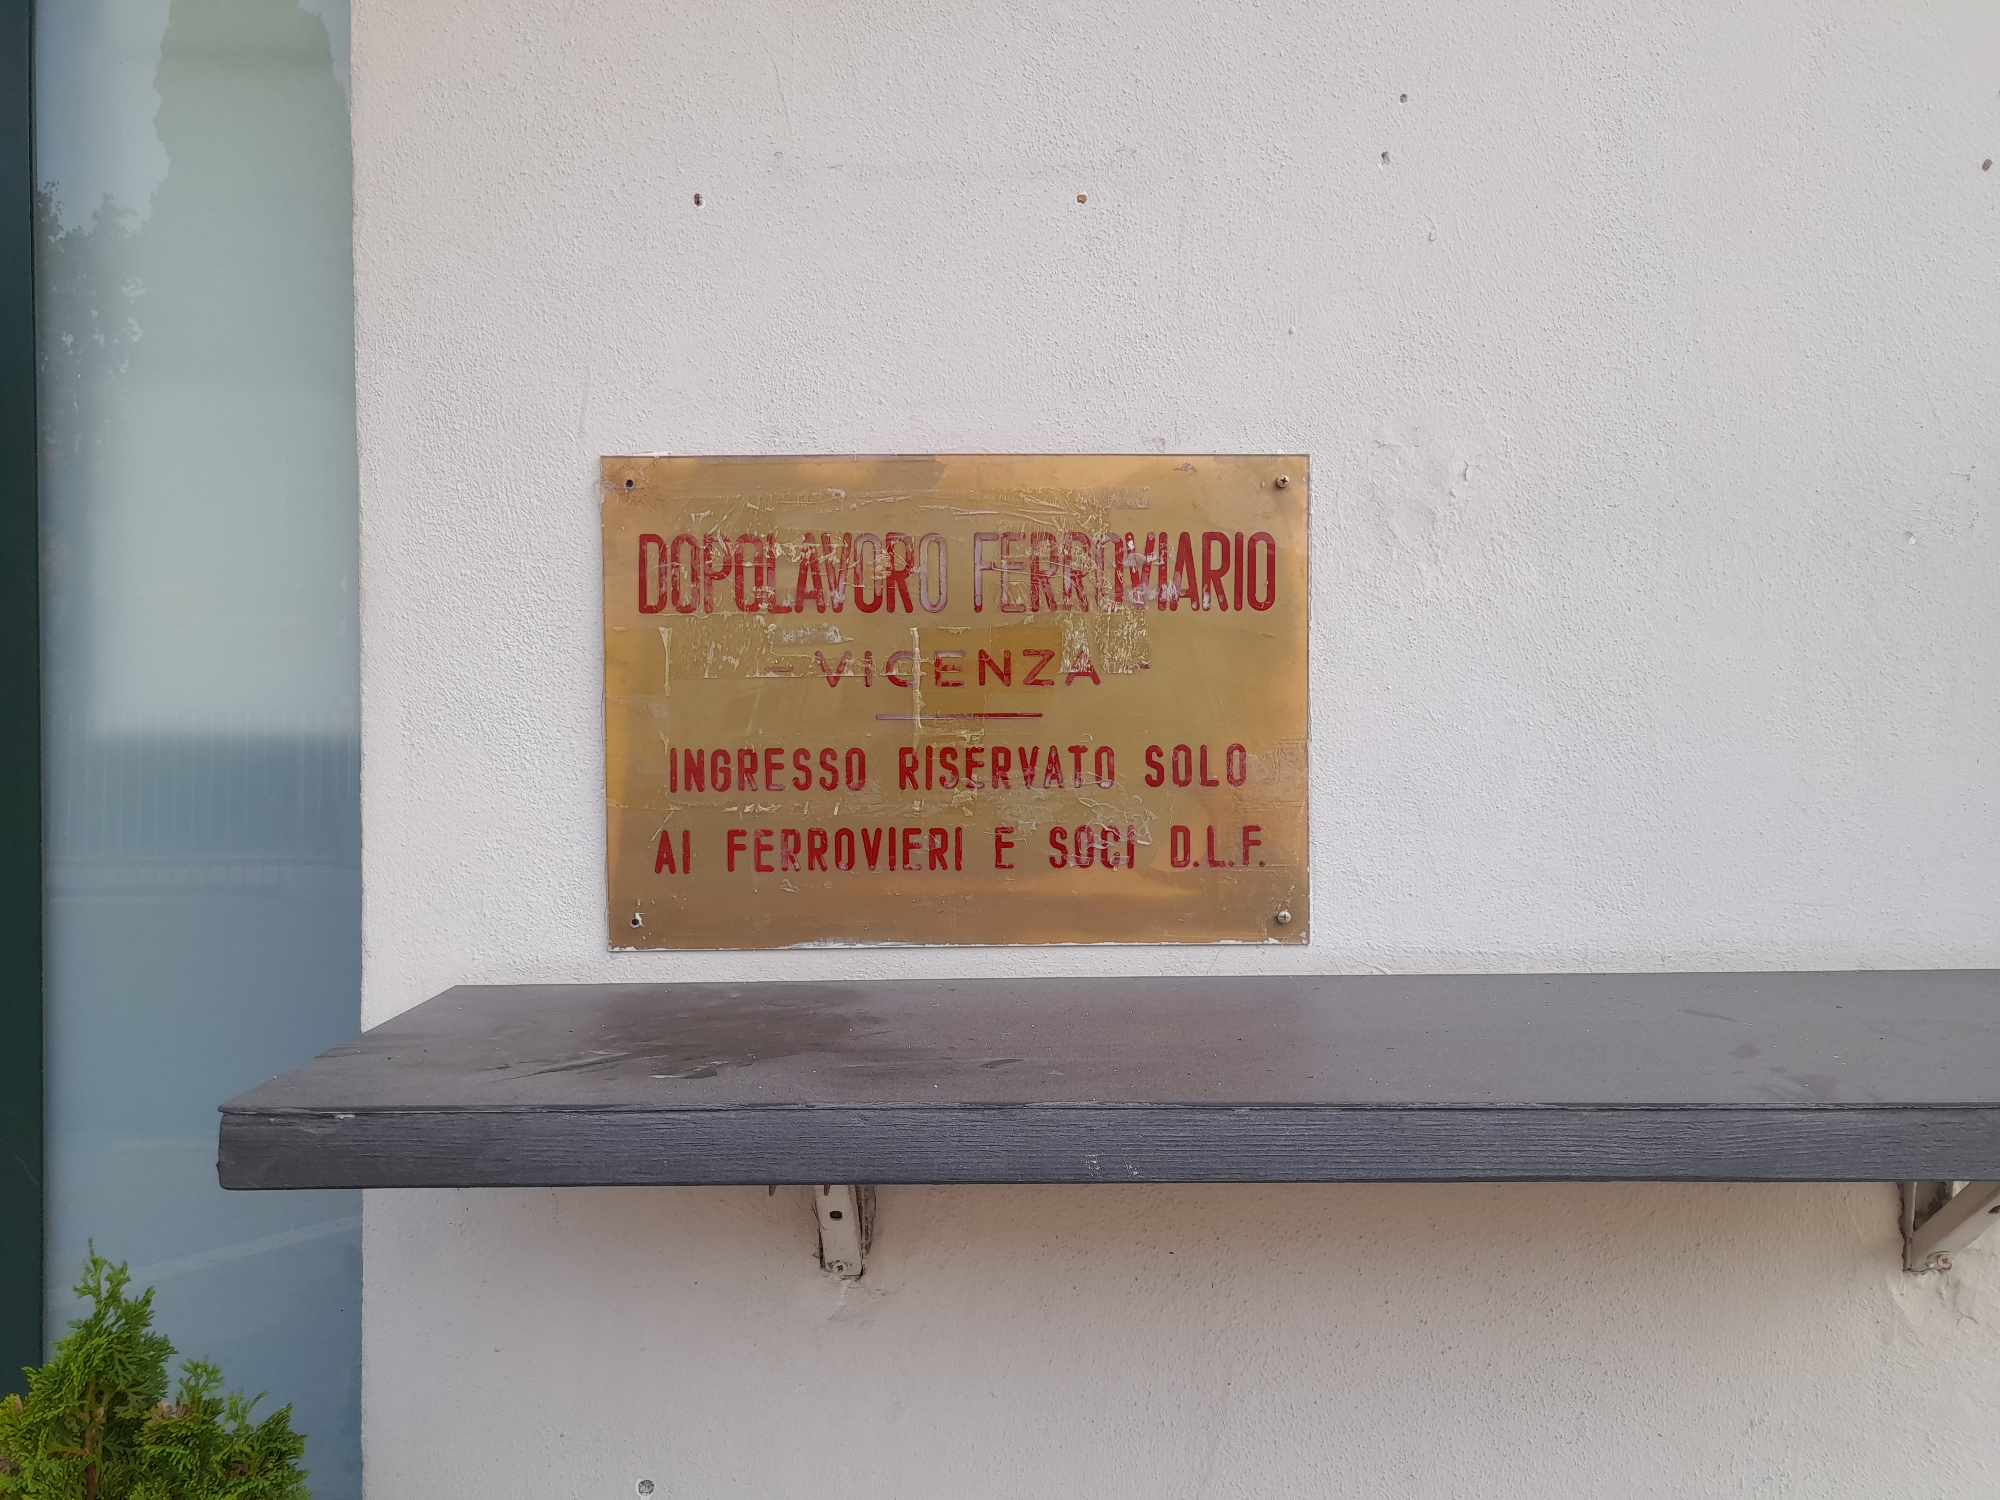 DOPOLAVORO FERROVIARIO
- VICENZA -
INGRESSO RISERVATO SOLO
AI FERROVIERI E SOCI D.L.F.